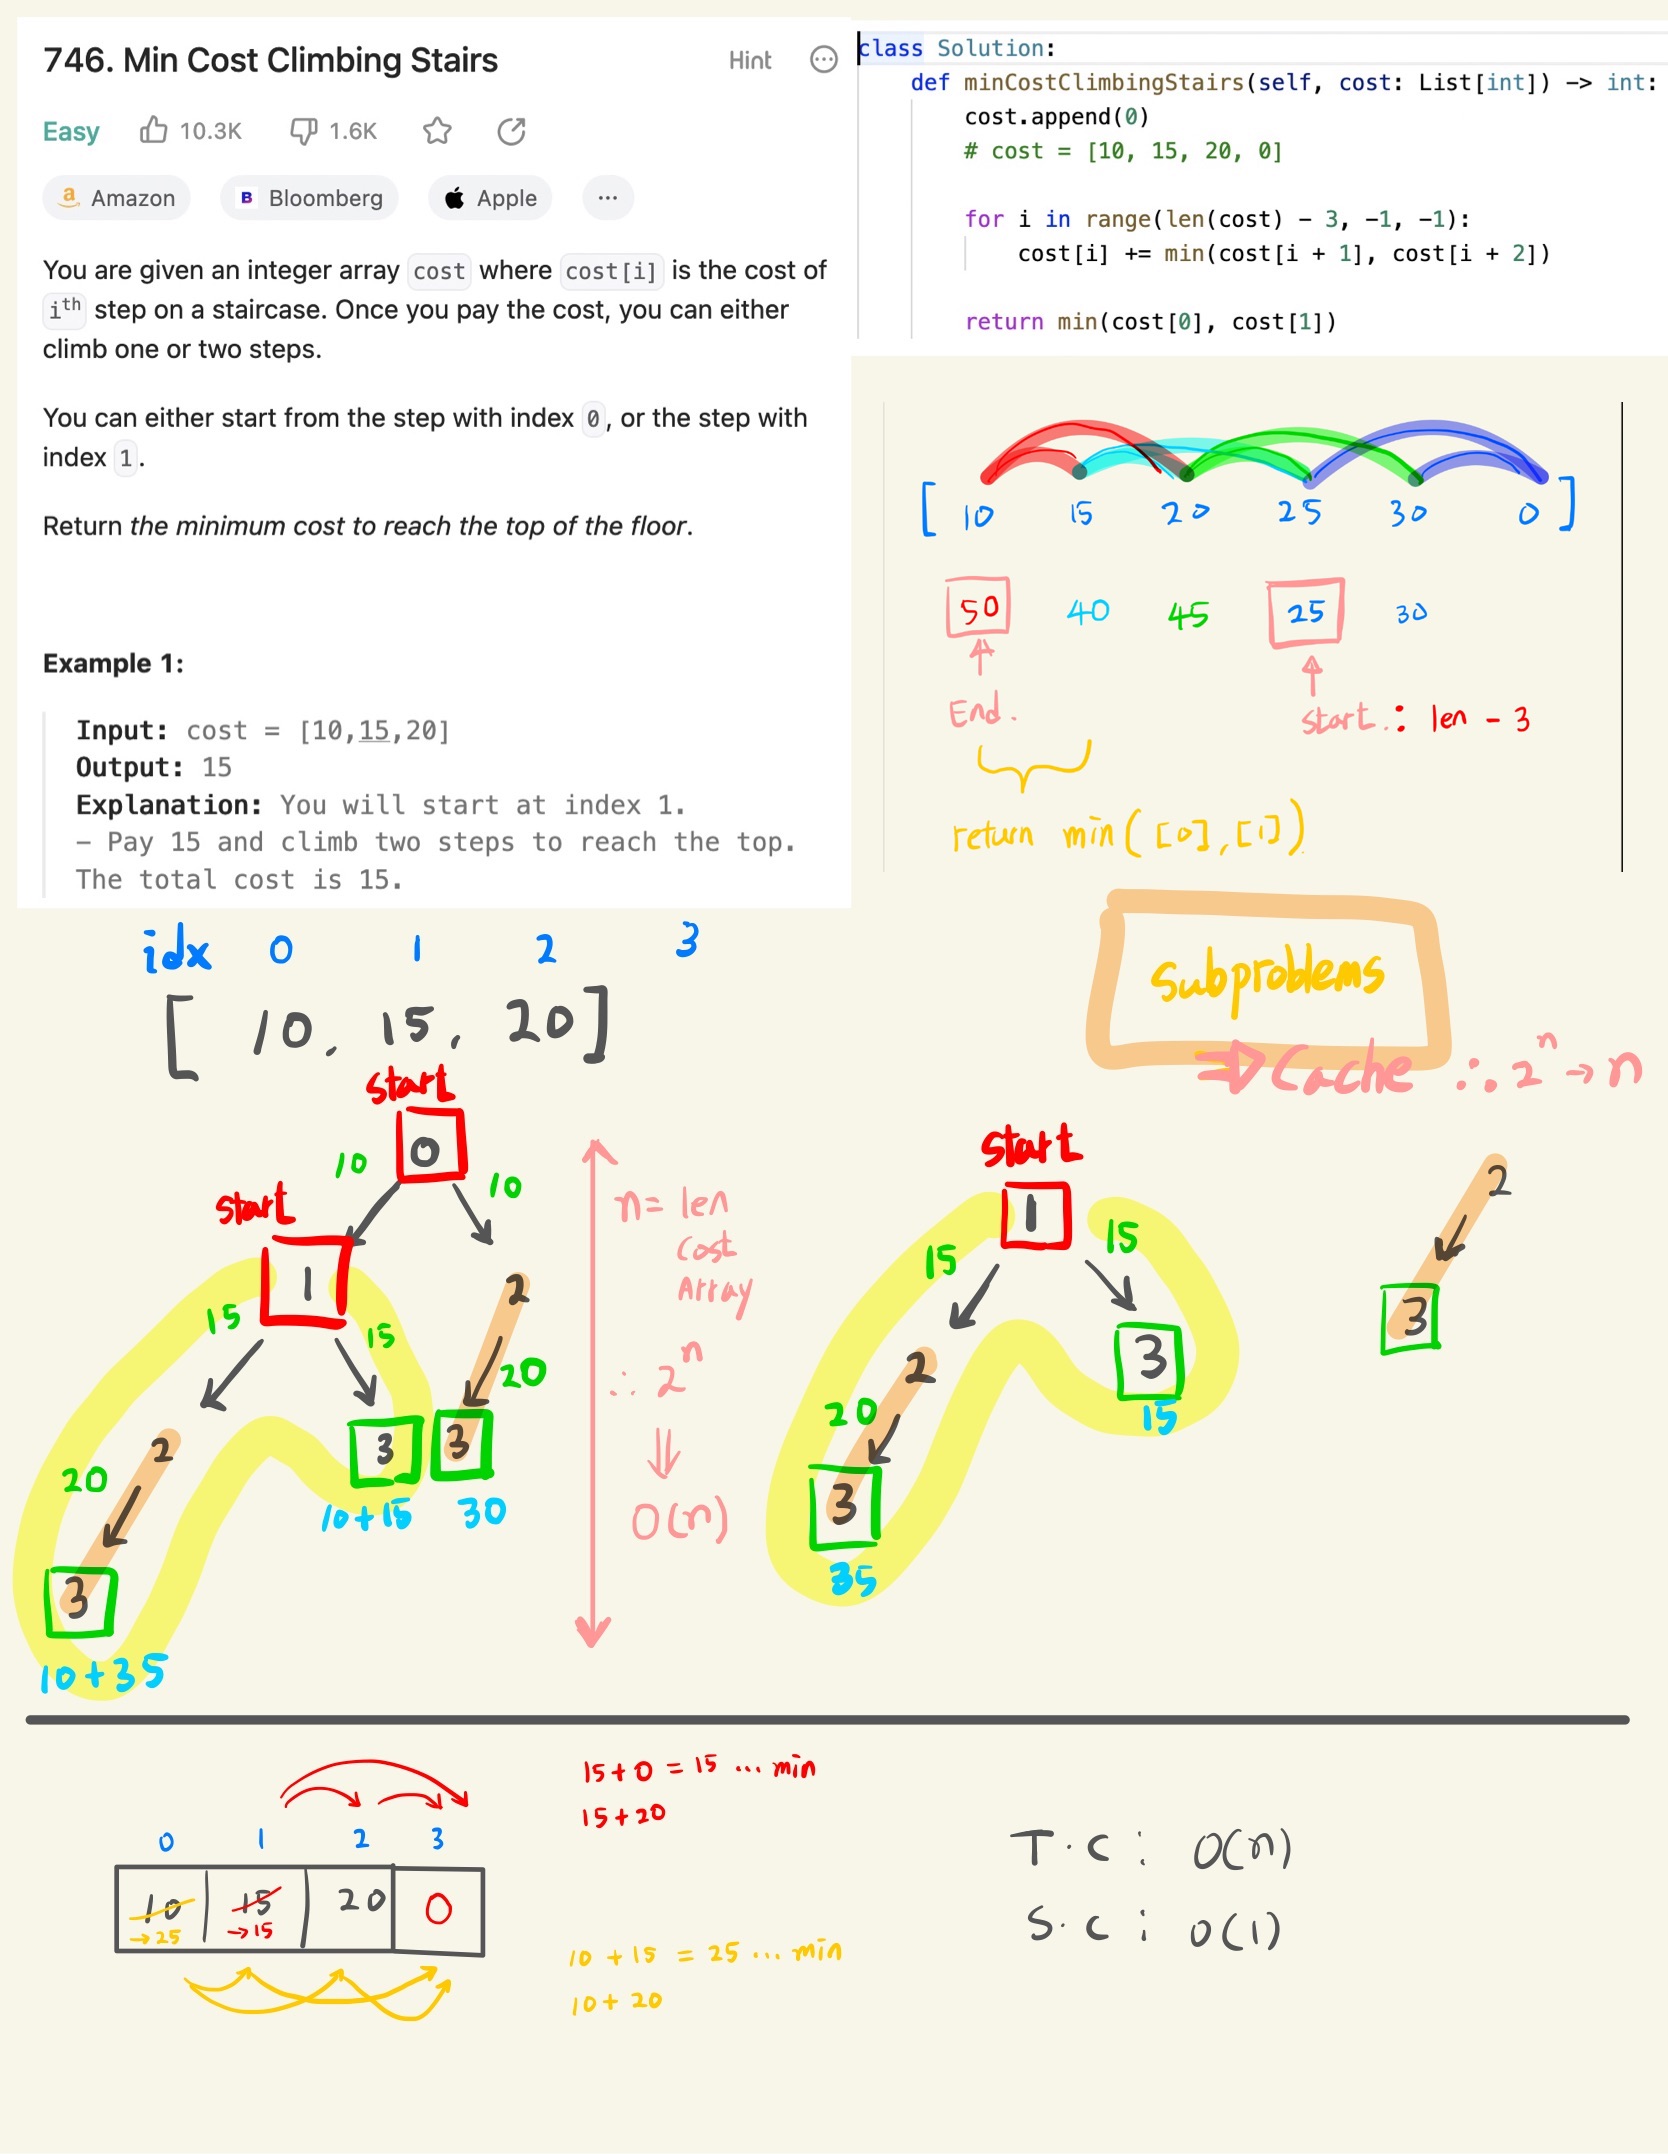 746. Min Cost Climbing Stairs
Hint
Easy 10.3K 1.6K
Amazon Bloomberg Apple
You are given an integer array cost where cost[i] is the cost of
ith step on a staircase. Once you pay the cost, you can either
climb one or two steps.
You can either start from the step with index 0, or the step with
index 1.
Return the minimum cost to reach the top of the floor.
Example 1:
Input: cost = [10,15,20]
Output: 15
Explanation: You will start at index 1.
- Pay 15 and climb two steps to reach the top.
The total cost is 15.
class Solution:
def minCostClimbingStairs(self, cost: List[int]) -> int:
cost.append(0)
# cost = [10, 15, 20, 0]
for i in range(len(cost) - 3, -1, -1):
cost[i] += min(cost[i + 1], cost[i + 2])
return min(cost[0], cost[1])
[ 10 15 20 25 30 0 ]
50 40 45 25 30
End.
start.: len - 3
return min([0],[1])
Subproblems
⇒ Cache ∴ 2^n → n
idx 0 1 2 3
[ 10, 15, 20 ]
start
0
10 10
start
1
15 15
2
20
3
10+35
3
10+15
2
20
3
30
n = len
Cost
Array
∴ 2^n
⇓
O(n)
start
1
15 15
2
20
3
35
3
15
2
3
15+0 = 15 ... min
15+20
0 1 2 3
10 15 20 0
→25 →15
10 + 15 = 25 ... min
10+ 20
T.C : O(n)
S.C : O(1)